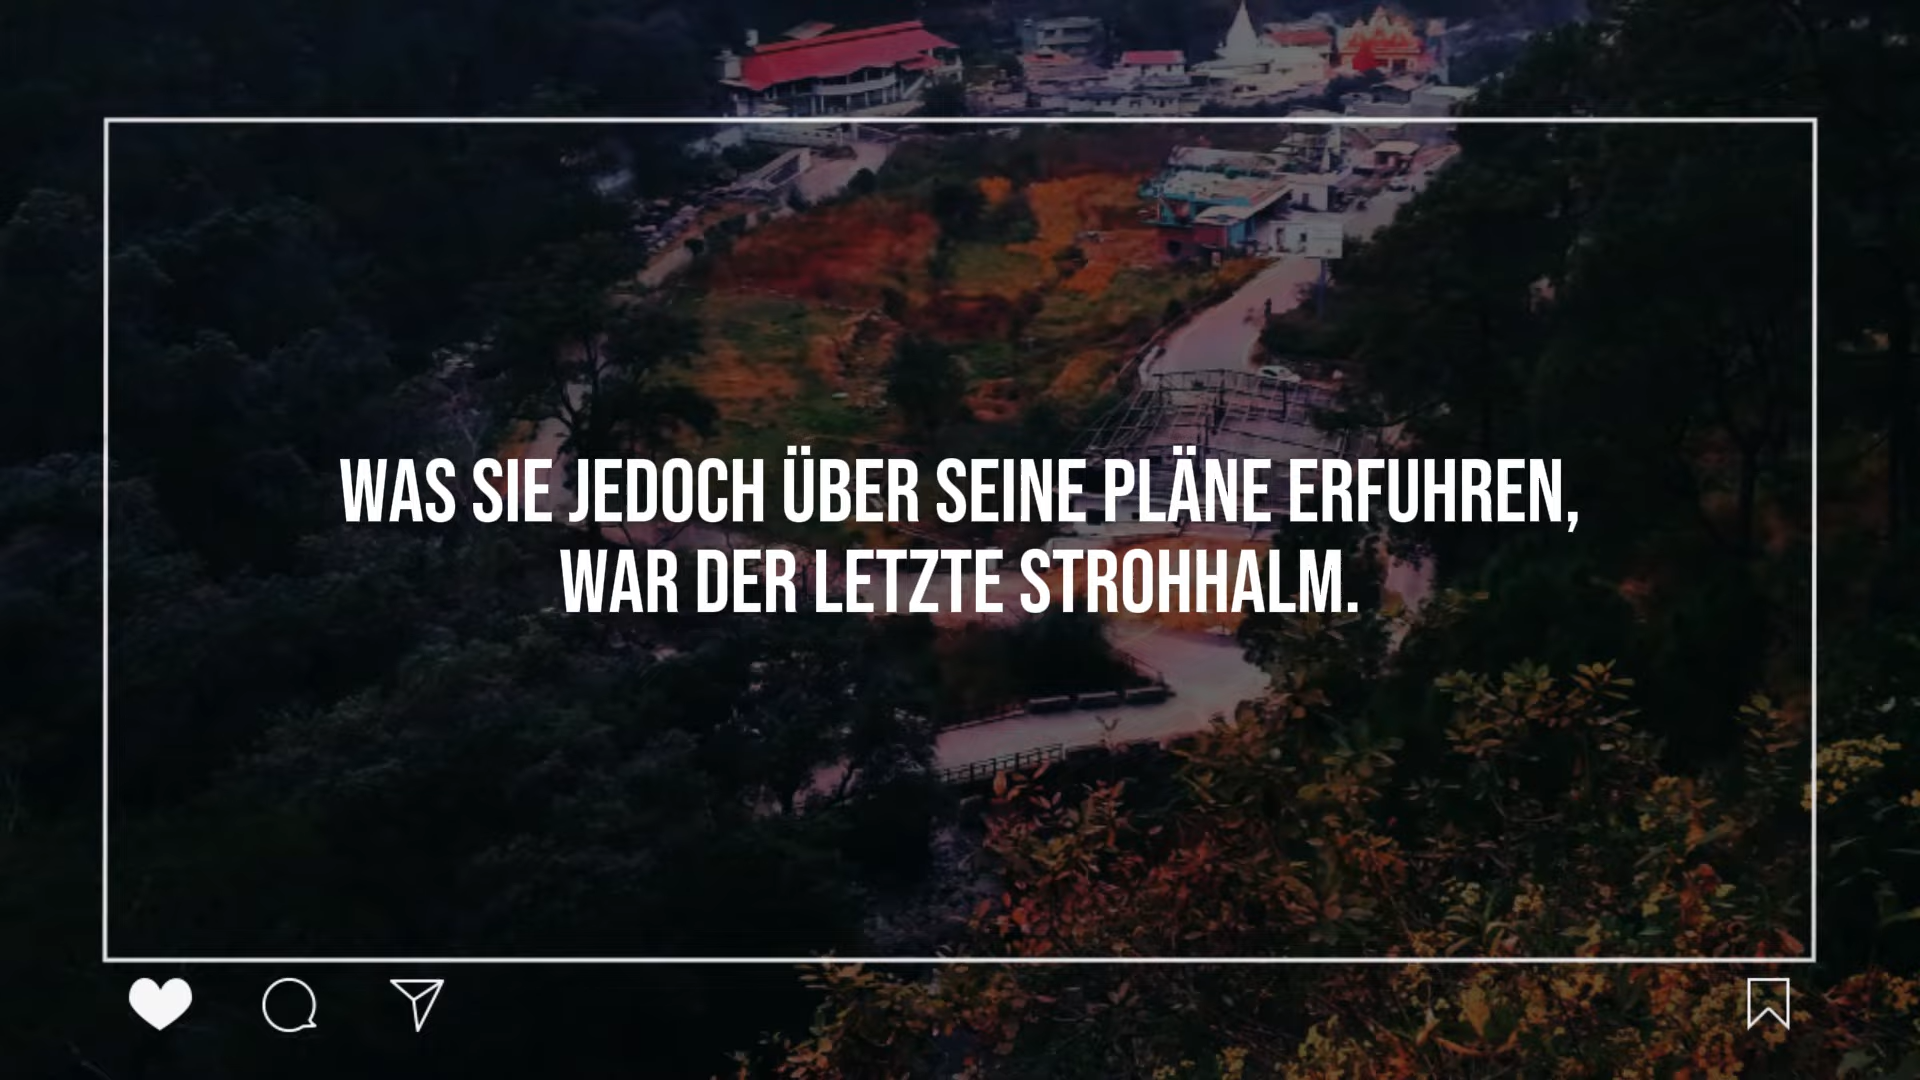 WAS SIE JEDOCH ÜBER SEINE PLÄNE ERFUHREN,
WAR DER LETZTE STROHHALM.